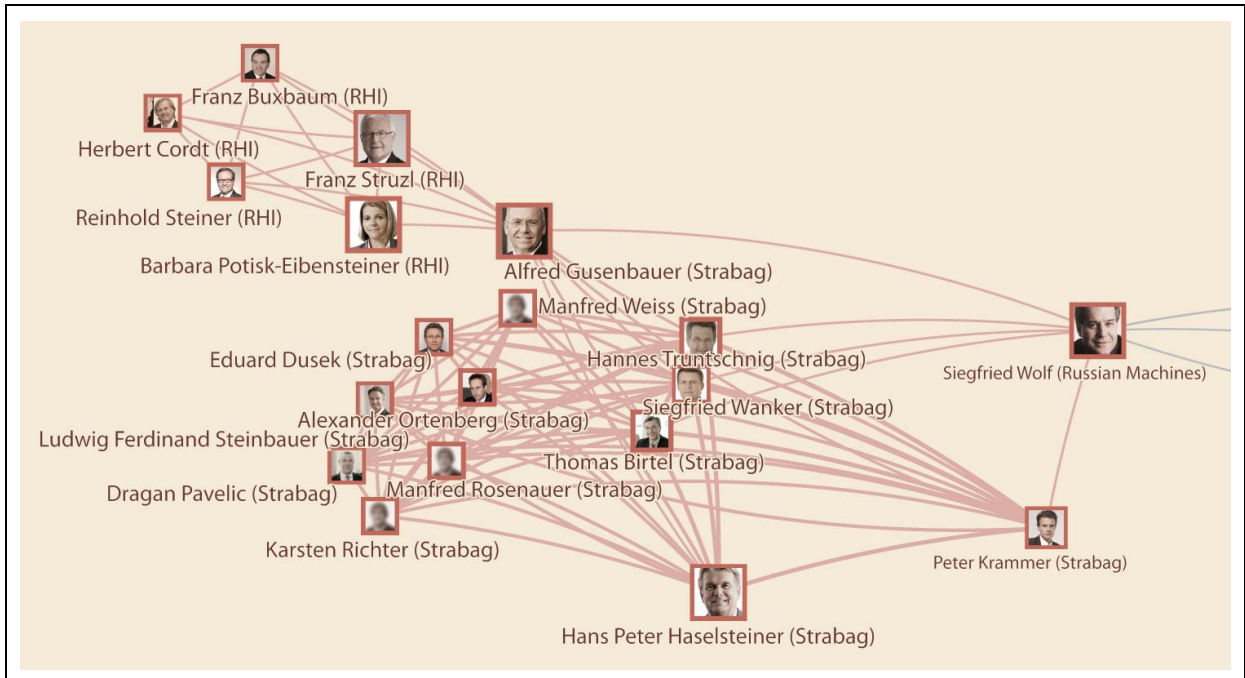 Franz Buxbaum (RHI)
Herbert Cordt (RHI)
Franz Struzl (RHI)
Reinhold Steiner (RHI)
Barbara Potisk-Eibensteiner (RHI)
Alfred Gusenbauer (Strabag)
Manfred Weiss (Strabag)
Eduard Dusek (Strabag)
Hannes Truntschnig (Strabag)
Siegfried Wolf (Russian Machines)
Siegfried Wanker (Strabag)
Alexander Ortenberg (Strabag)
Ludwig Ferdinand Steinbauer (Strabag)
Thomas Birtel (Strabag)
Dragan Pavelic (Strabag)
Manfred Rosenauer (Strabag)
Karsten Richter (Strabag)
Peter Krammer (Strabag)
Hans Peter Haselsteiner (Strabag)